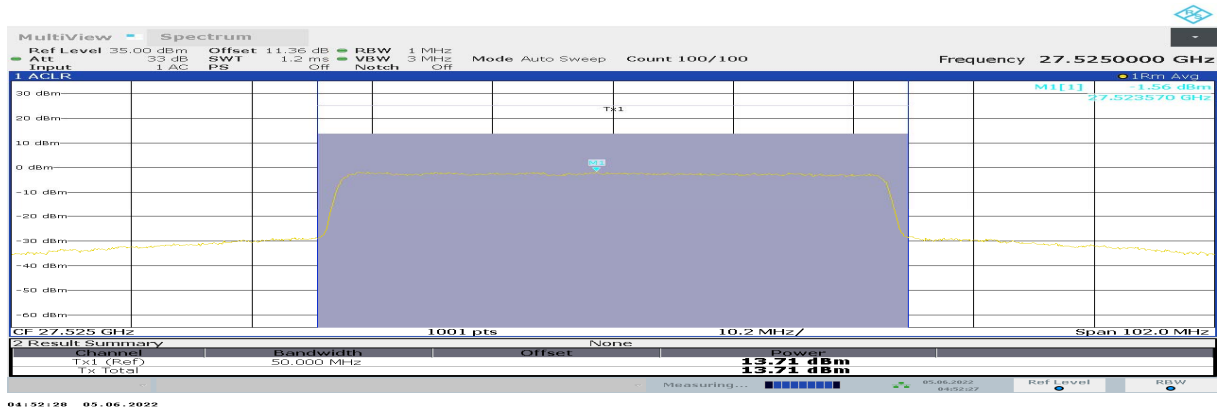 R&S
MultiView Spectrum
Ref Level 35.00 dBm Offset 11.36 dB RBW 1 MHz
Att 33 dB SWT 1.2 ms VBW 3 MHz Mode Auto Sweep Count 100/100 Frequency 27.5250000 GHz
Input 1 AC PS Off Notch Off
1 ACLR 1Rm Avg
M1[1] -1.56 dBm
27.523570 GHz
30 dBm
Tx1
20 dBm
10 dBm
0 dBm
M1
-10 dBm
-20 dBm
-30 dBm
-40 dBm
-50 dBm
-60 dBm
CF 27.525 GHz 1001 pts 10.2 MHz/ Span 102.0 MHz
2 Result Summary None
Channel Bandwidth Offset Power
Tx1 (Ref) 50.000 MHz 13.71 dBm
Tx Total 13.71 dBm
Measuring... 05.06.2022 Ref Level RBW
04:52:27
04:52:28 05.06.2022